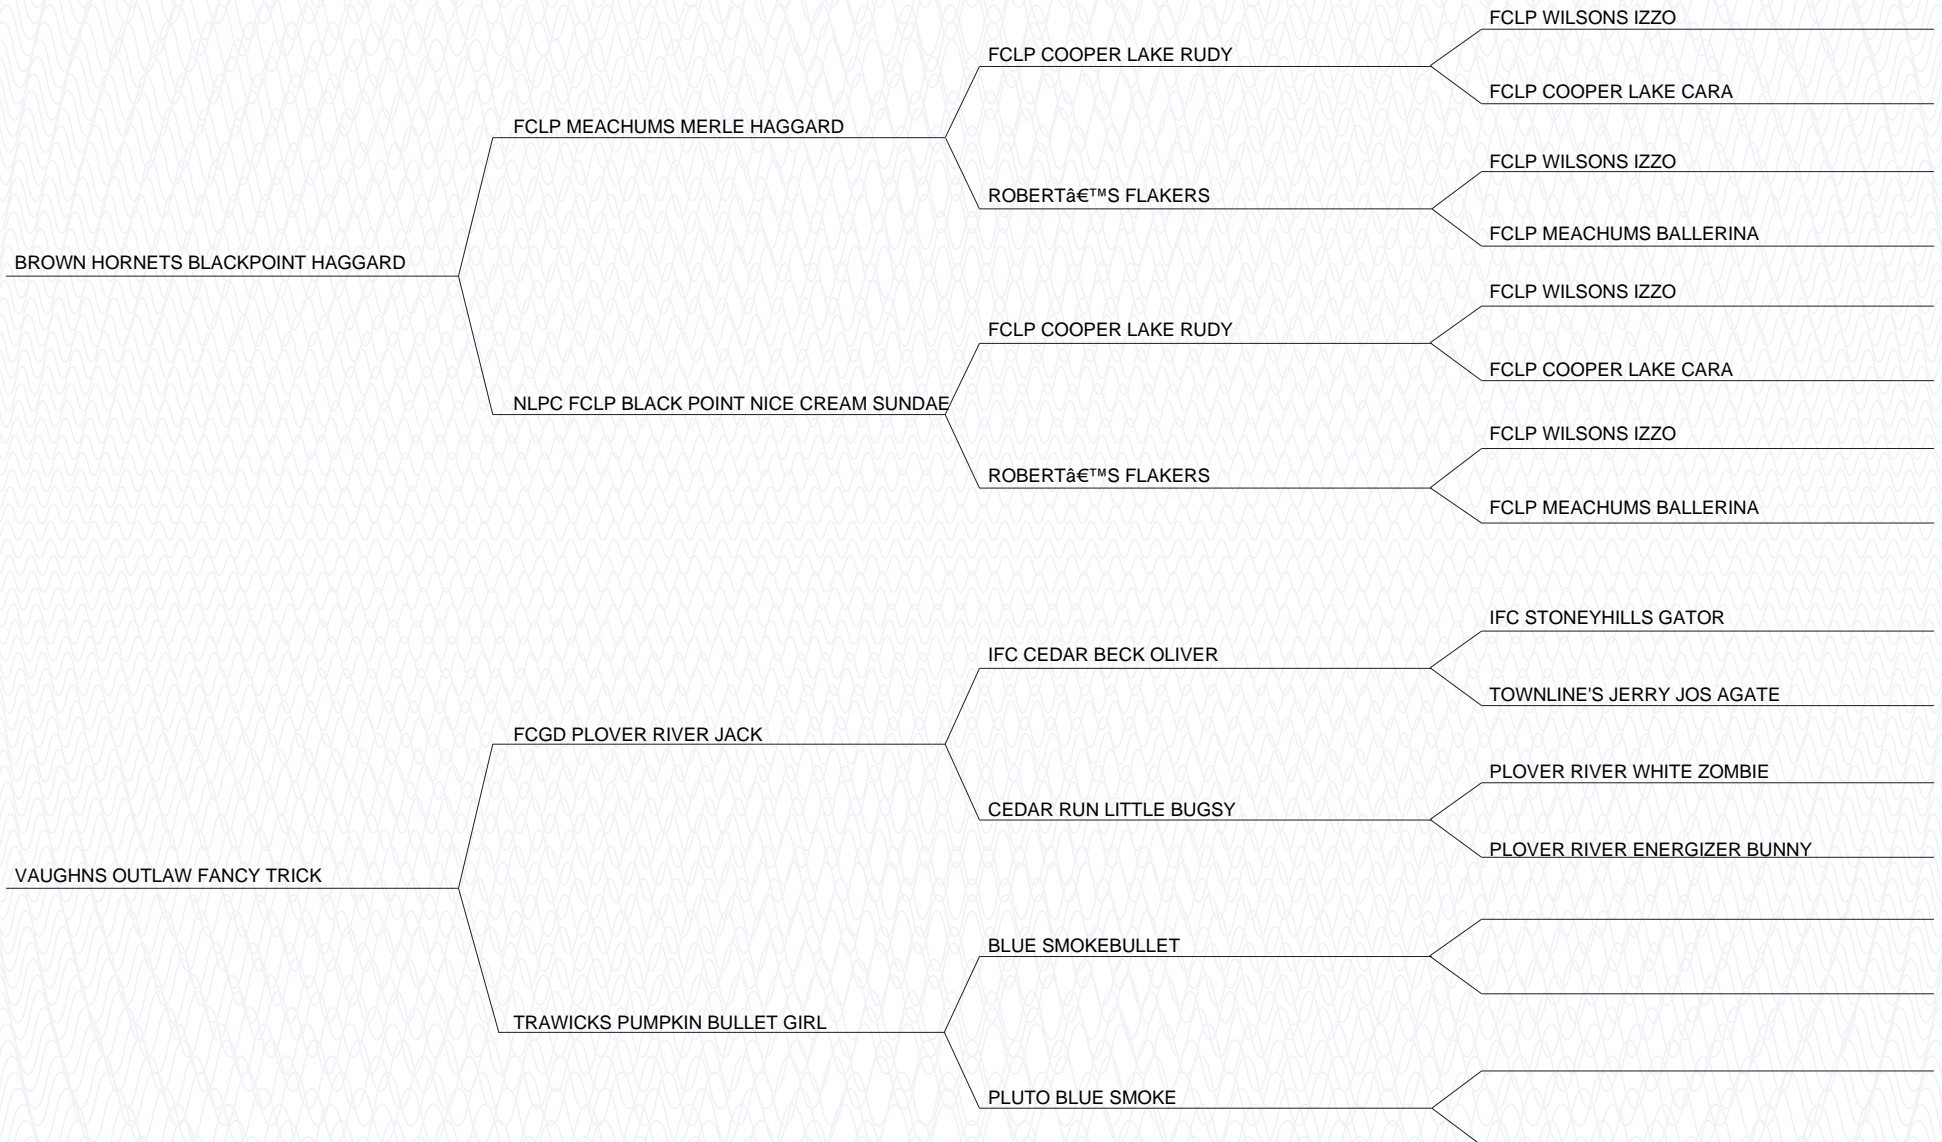 FCLP WILSONS IZZO
FCLP COOPER LAKE RUDY
FCLP COOPER LAKE CARA
FCLP MEACHUMS MERLE HAGGARD
FCLP WILSONS IZZO
ROBERTâ€™S FLAKERS
FCLP MEACHUMS BALLERINA
BROWN HORNETS BLACKPOINT HAGGARD
FCLP WILSONS IZZO
FCLP COOPER LAKE RUDY
FCLP COOPER LAKE CARA
NLPC FCLP BLACK POINT NICE CREAM SUNDAE
FCLP WILSONS IZZO
ROBERTâ€™S FLAKERS
FCLP MEACHUMS BALLERINA
IFC STONEYHILLS GATOR
IFC CEDAR BECK OLIVER
TOWNLINE'S JERRY JOS AGATE
FCGD PLOVER RIVER JACK
PLOVER RIVER WHITE ZOMBIE
CEDAR RUN LITTLE BUGSY
PLOVER RIVER ENERGIZER BUNNY
VAUGHNS OUTLAW FANCY TRICK
BLUE SMOKEBULLET
TRAWICKS PUMPKIN BULLET GIRL
PLUTO BLUE SMOKE